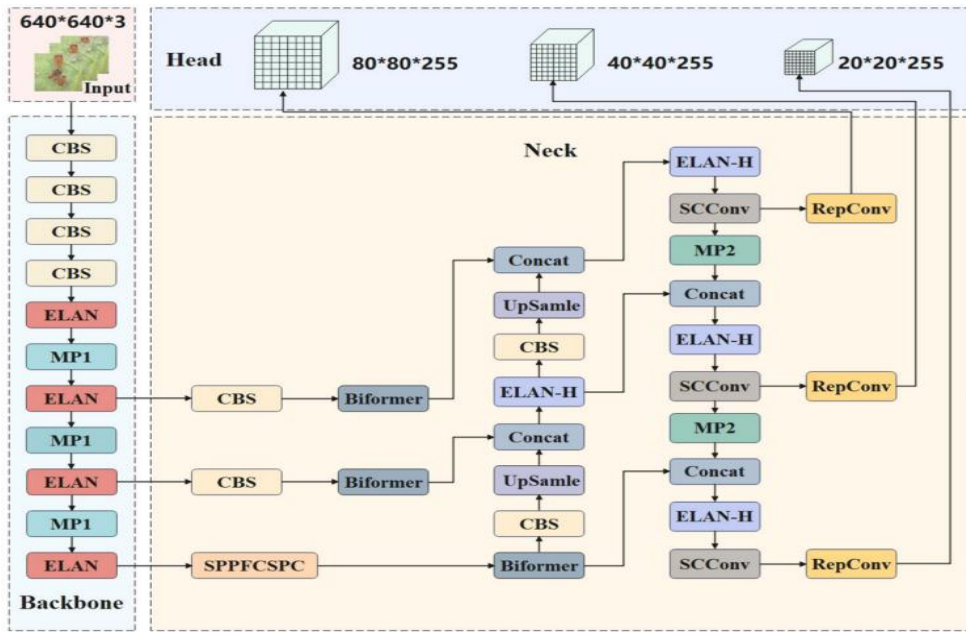 640*640*3
Input
Head
80*80*255
40*40*255
20*20*255
CBS
CBS
CBS
CBS
ELAN
MP1
ELAN
MP1
ELAN
MP1
ELAN
Backbone
Neck
CBS
Biformer
CBS
Biformer
SPPFCSPC
Concat
UpSamle
CBS
ELAN-H
Concat
UpSamle
CBS
Biformer
ELAN-H
SCConv
RepConv
MP2
Concat
ELAN-H
SCConv
RepConv
MP2
Concat
ELAN-H
SCConv
RepConv